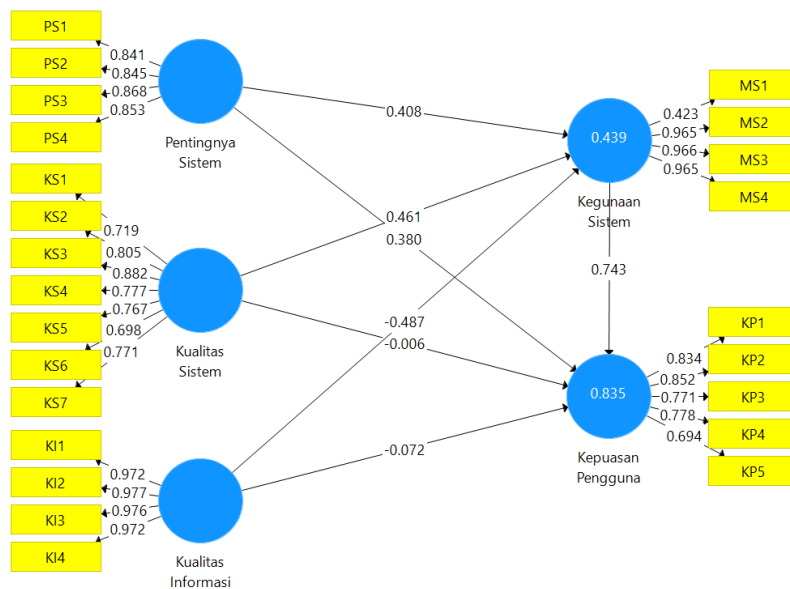 PS1
PS2
PS3
PS4
0.841
0.845
0.868
0.853
Pentingnya
Sistem
KS1
KS2
KS3
KS4
KS5
KS6
KS7
0.719
0.805
0.882
0.777
0.767
0.698
0.771
Kualitas
Sistem
KI1
KI2
KI3
KI4
0.972
0.977
0.976
0.972
Kualitas
Informasi
0.408
0.461
0.380
-0.487
-0.006
-0.072
0.439
Kegunaan
Sistem
0.743
0.835
Kepuasan
Pengguna
0.423
0.965
0.966
0.965
MS1
MS2
MS3
MS4
0.834
0.852
0.771
0.778
0.694
KP1
KP2
KP3
KP4
KP5